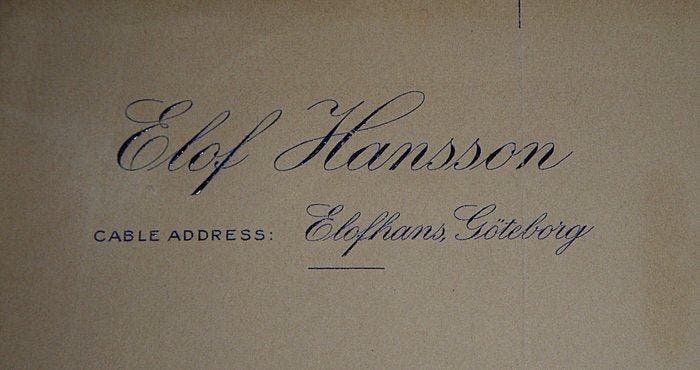 Elof Hansson
CABLE ADDRESS: Elofhans, Göteborg